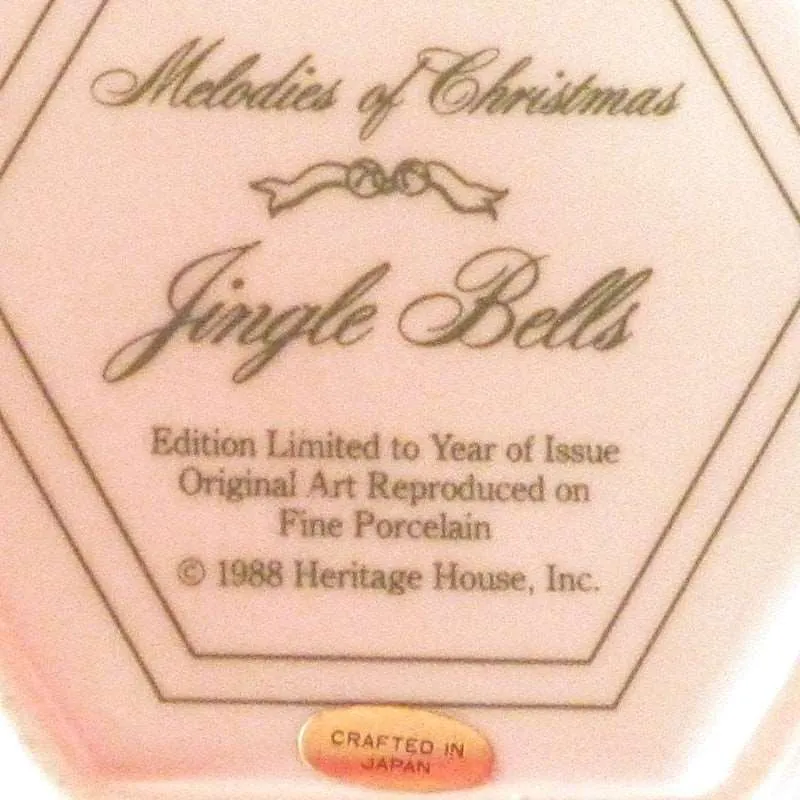 Melodies of Christmas
Jingle Bells
Edition Limited to Year of Issue
Original Art Reproduced on
Fine Porcelain
© 1988 Heritage House, Inc.
CRAFTED IN
JAPAN